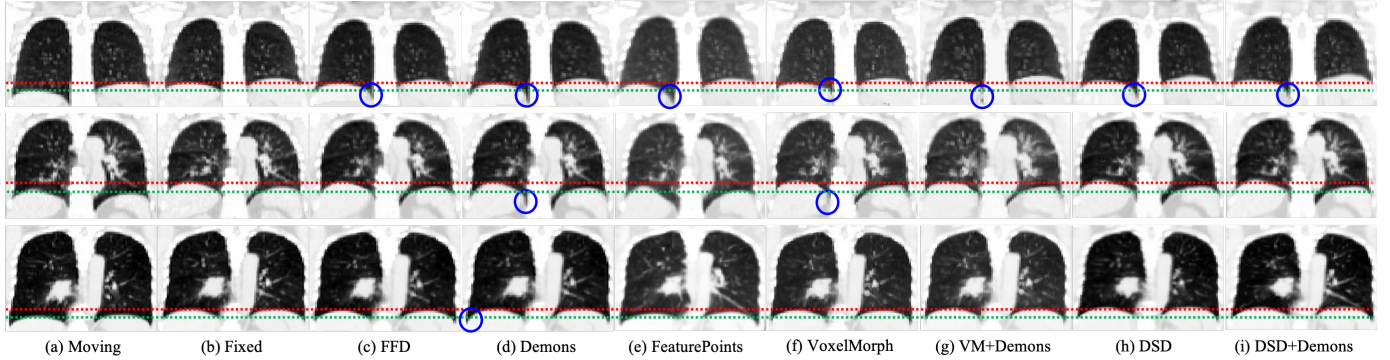 (a) Moving
(b) Fixed
(c) FFD
(d) Demons
(e) FeaturePoints
(f) VoxelMorph
(g) VM+Demons
(h) DSD
(i) DSD+Demons